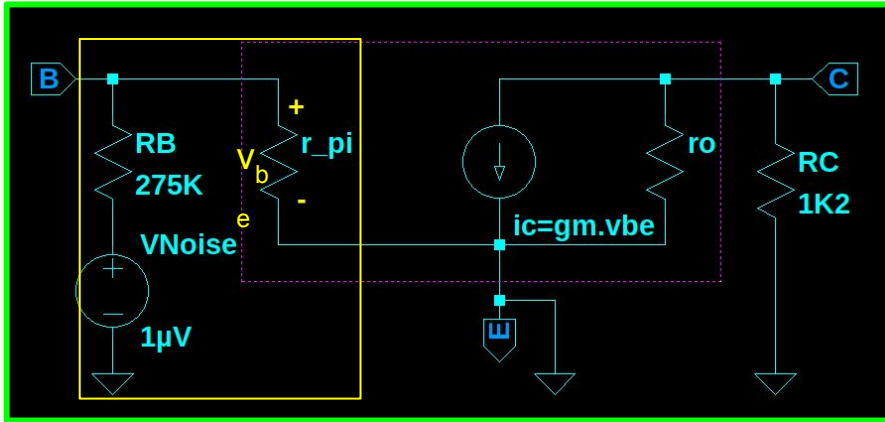 B
C
+
RB
r_pi
ro
V
b
RC
275K
1K2
-
e
ic=gm.vbe
VNoise
+
E
1µV